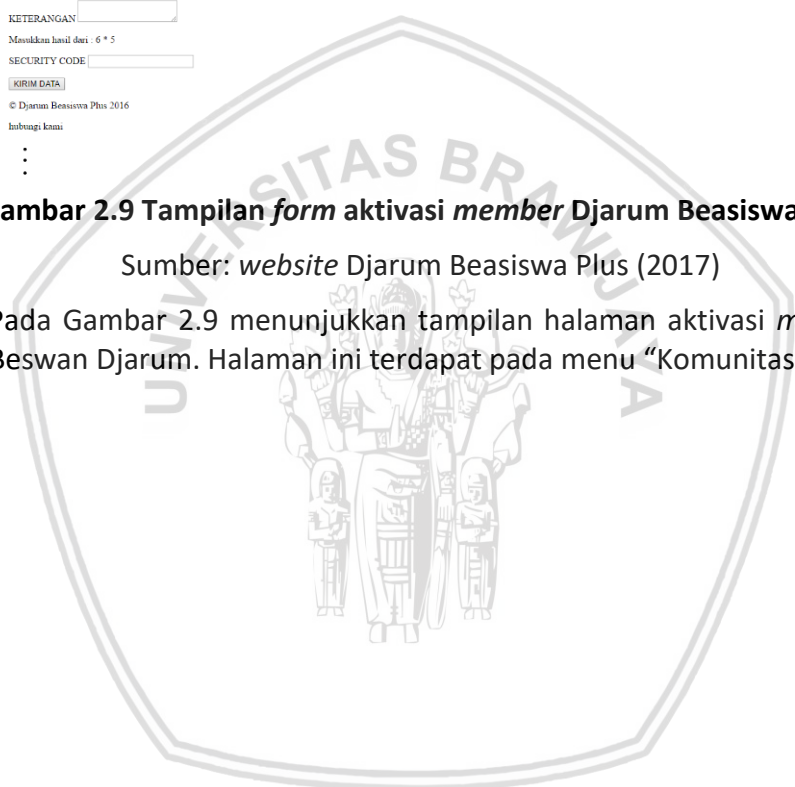 KETERANGAN
Masukkan hasil dari : 6 * 5
SECURITY CODE
KIRIM DATA
© Djarum Beasiswa Plus 2016
hubungi kami
UNIVERSITAS BRAWIJAYA
ambar 2.9 Tampilan form aktivasi member Djarum Beasiswa
Sumber: website Djarum Beasiswa Plus (2017)
Pada Gambar 2.9 menunjukkan tampilan halaman aktivasi m
Beswan Djarum. Halaman ini terdapat pada menu “Komunitas